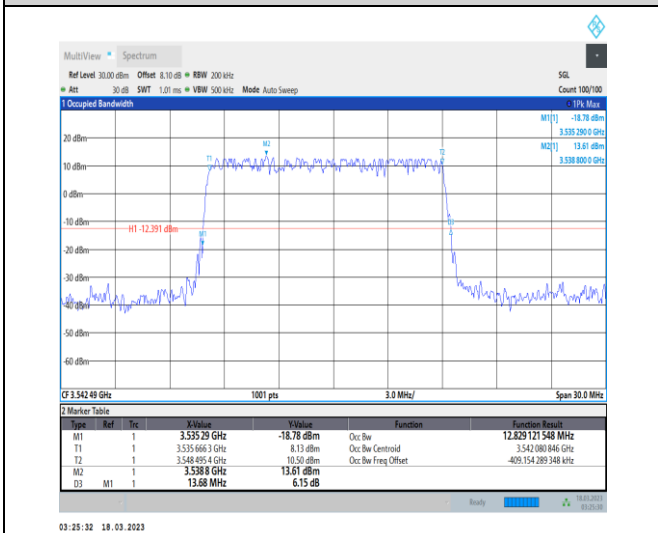 MultiView Spectrum
Ref Level 30.00 dBm Offset 8.10 dB RBW 200 kHz SGL
Att 30 dB SWT 1.01 ms VBW 500 kHz Mode Auto Sweep Count 100/100
1 Occupied Bandwidth 1Pk Max
M1[1] -18.78 dBm
3.535 290 0 GHz
M2[1] 13.61 dBm
3.538 800 0 GHz
20 dBm
M2
T1
T2
10 dBm
0 dBm
-10 dBm
H1 -12.391 dBm
M1
D3
-20 dBm
-30 dBm
-40 dBm
-50 dBm
-60 dBm
CF 3.542 49 GHz 1001 pts 3.0 MHz/ Span 30.0 MHz
2 Marker Table
Type Ref Trc X-Value Y-Value Function Function Result
M1 1 3.535 29 GHz -18.78 dBm Occ Bw 12.829 121 548 MHz
T1 1 3.535 666 3 GHz 8.13 dBm Occ Bw Centroid 3.542 080 846 GHz
T2 1 3.548 495 4 GHz 10.50 dBm Occ Bw Freq Offset -409.154 289 348 kHz
M2 1 3.538 8 GHz 13.61 dBm
D3 M1 1 13.68 MHz 6.15 dB
Ready 18.03.2023
03:25:30
03:25:32 18.03.2023